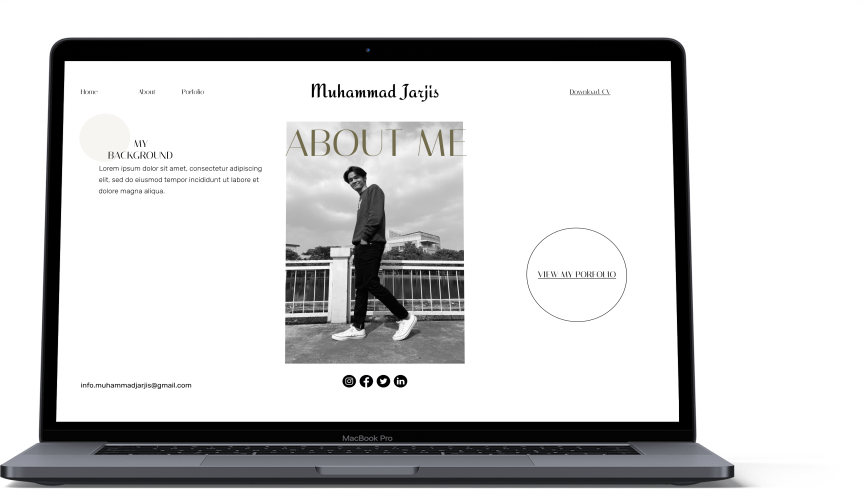 Home
About
Porfolio
Muhammad Jarjis
Download CV
ABOUT ME
MY
BACKGROUND
Lorem ipsum dolor sit amet, consectetur adipiscing
elit, sed do eiusmod tempor incididunt ut labore et
dolore magna aliqua.
VIEW MY PORFOLIO
info.muhammadjarjis@gmail.com
MacBook Pro